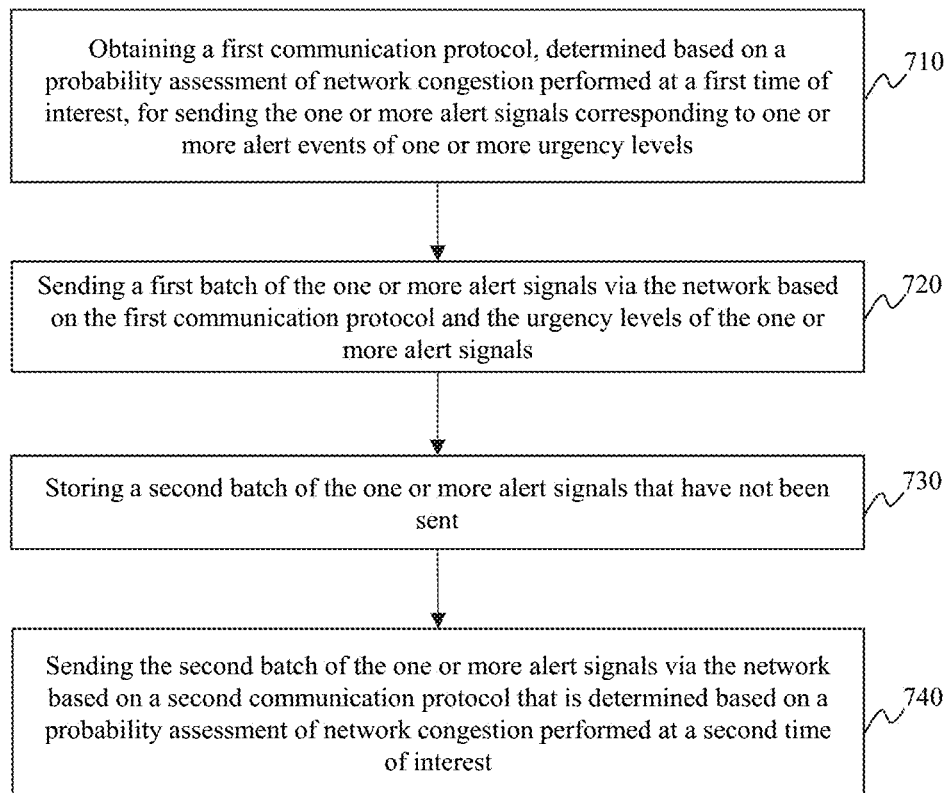 Obtaining a first communication protocol, determined based on a
probability assessment of network congestion performed at a first time of
interest, for sending the one or more alert signals corresponding to one or
more alert events of one or more urgency levels
710
Sending a first batch of the one or more alert signals via the network based
on the first communication protocol and the urgency levels of the one or
more alert signals
720
Storing a second batch of the one or more alert signals that have not been
sent
730
Sending the second batch of the one or more alert signals via the network
based on a second communication protocol that is determined based on a
probability assessment of network congestion performed at a second time
of interest
740